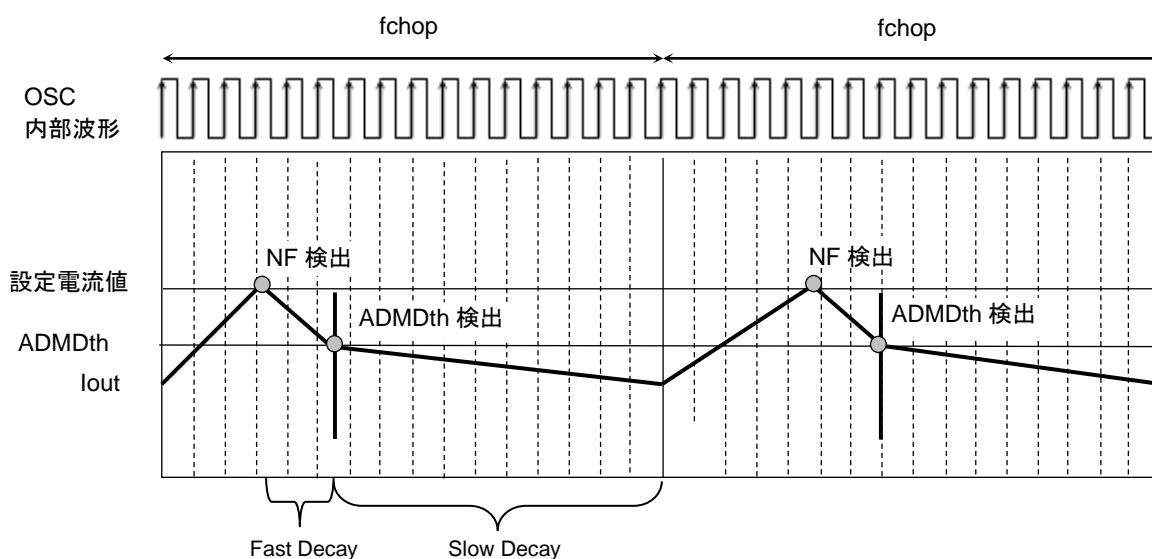 fchop
fchop
OSC
内部波形
NF 検出
NF 検出
設定電流値
ADMDth 検出
ADMDth 検出
ADMDth
Iout
Fast Decay
Slow Decay